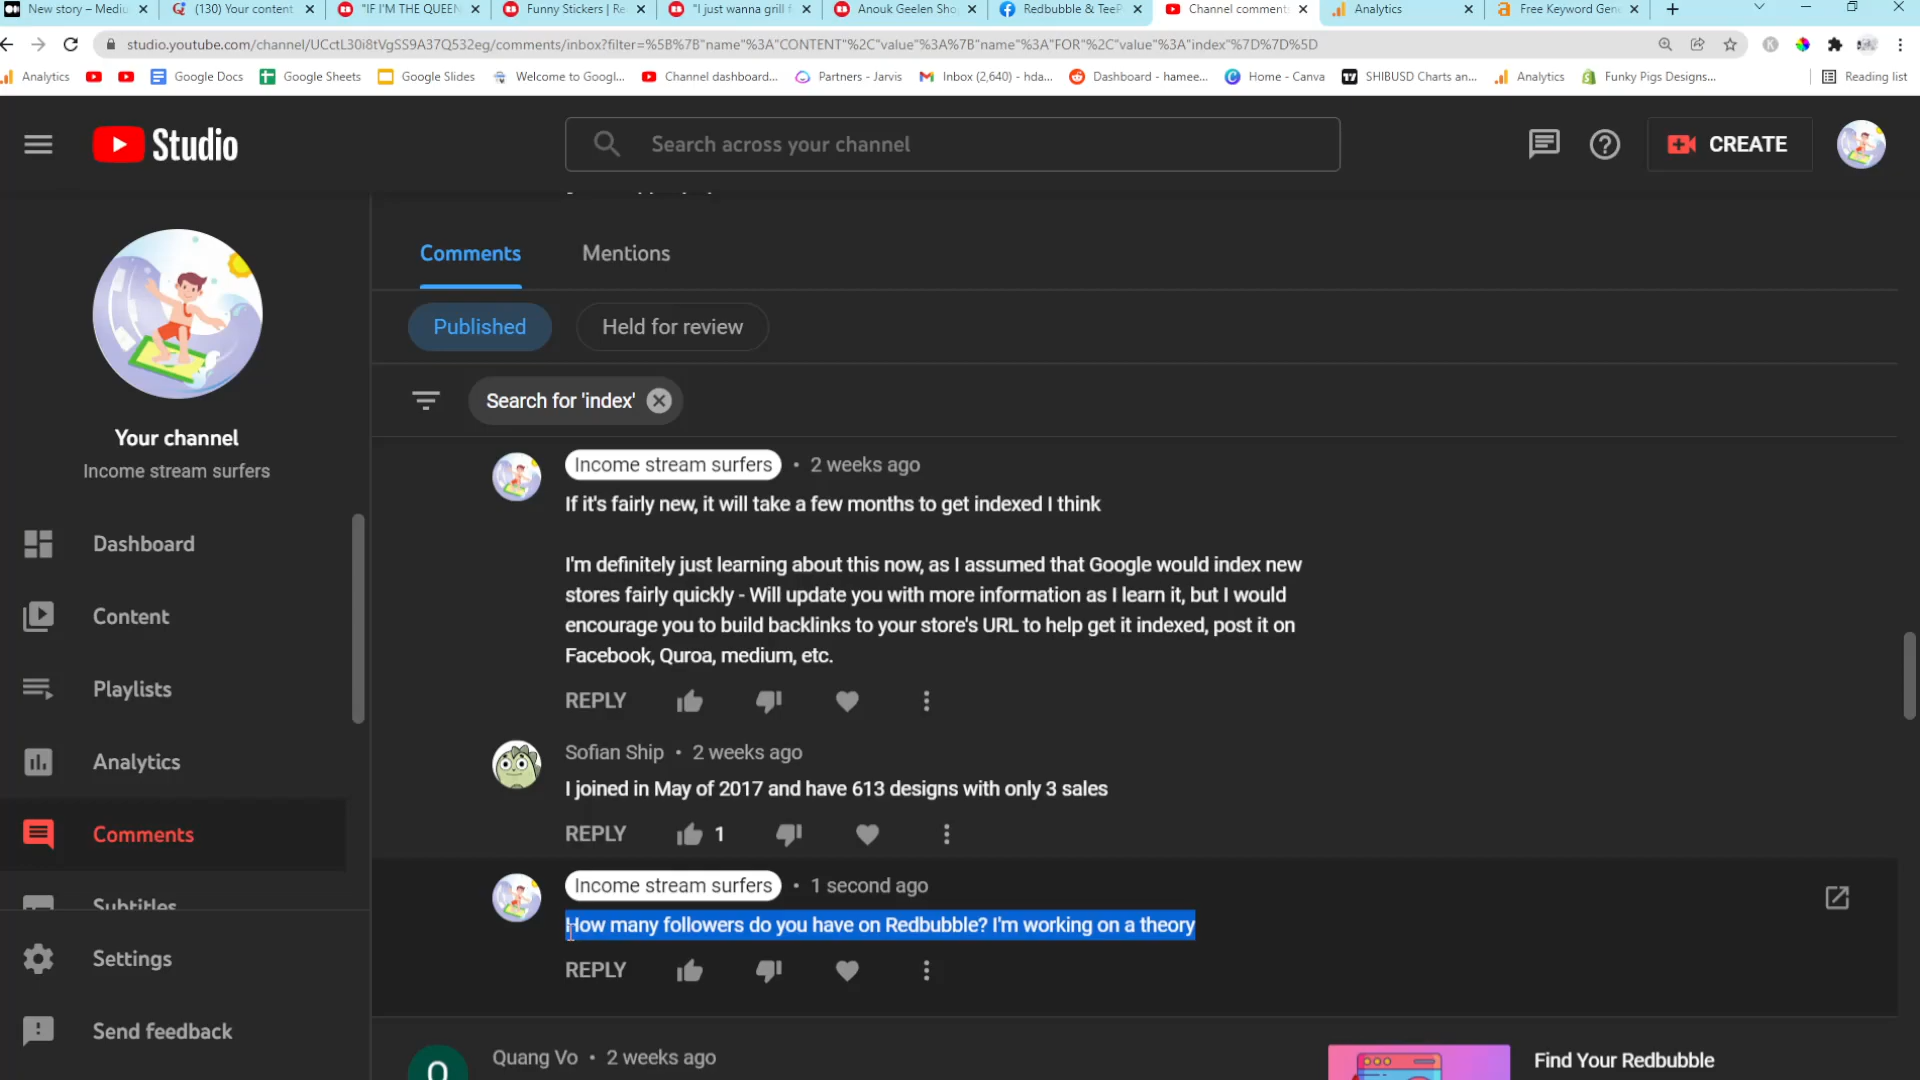 New story – Mediu
(130) Your content
"IF I'M THE QUEEN
Funny Stickers | Re
"I just wanna grill f
Anouk Geelen Sho
Redbubble & TeeP
Channel comment
Analytics
Free Keyword Gene
studio.youtube.com/channel/UCctL30i8tVgSS9A37Q532eg/comments/inbox?filter=%5B%7B"name"%3A"CONTENT"%2C"value"%3A%7B"name"%3A"FOR"%2C"value"%3A"index"%7D%7D%5D
Analytics
Google Docs
Google Sheets
Google Slides
Welcome to Googl...
Channel dashboard...
Partners - Jarvis
Inbox (2,640) - hda...
Dashboard - hamee...
Home - Canva
SHIBUSD Charts an...
Analytics
Funky Pigs Designs...
Reading list
Studio
Search across your channel
CREATE
Your channel
Income stream surfers
Dashboard
Content
Playlists
Analytics
Comments
Subtitles
Settings
Send feedback
Comments Mentions
Published Held for review
Search for 'index'
Income stream surfers • 2 weeks ago
If it's fairly new, it will take a few months to get indexed I think
I'm definitely just learning about this now, as I assumed that Google would index new
stores fairly quickly - Will update you with more information as I learn it, but I would
encourage you to build backlinks to your store's URL to help get it indexed, post it on
Facebook, Quroa, medium, etc.
REPLY
Sofian Ship • 2 weeks ago
I joined in May of 2017 and have 613 designs with only 3 sales
REPLY 1
Income stream surfers • 1 second ago
How many followers do you have on Redbubble? I'm working on a theory
REPLY
Q
Quang Vo • 2 weeks ago
Find Your Redbubble